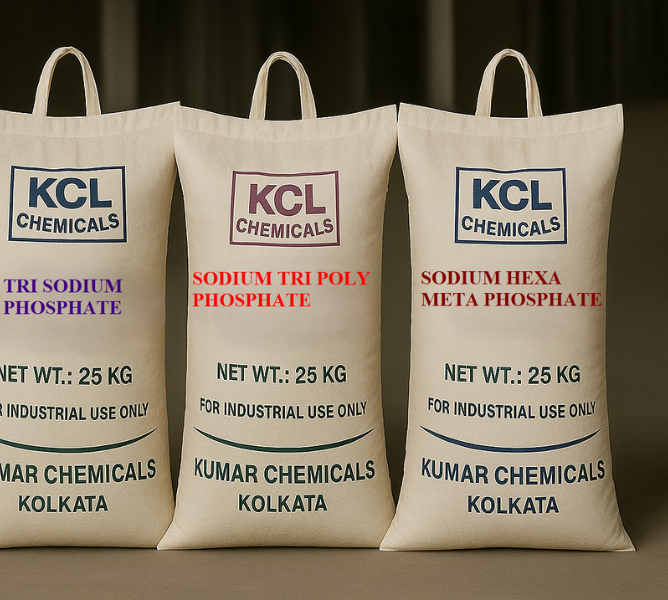 KCL
CHEMICALS
TRI SODIUM
PHOSPHATE
NET WT.: 25 KG
R INDUSTRIAL USE ONLY
MAR CHEMICALS
KOLKATA
KCL
CHEMICALS
SODIUM TRI POLY
PHOSPHATE
NET WT.: 25 KG
FOR INDUSTRIAL USE ONLY
KUMAR CHEMICALS
KOLKATA
KCL
CHEMICALS
SODIUM HEXA
META PHOSPHATE
NET WT.: 25 KG
FOR INDUSTRIAL USE ONLY
KUMAR CHEMICALS
KOLKATA